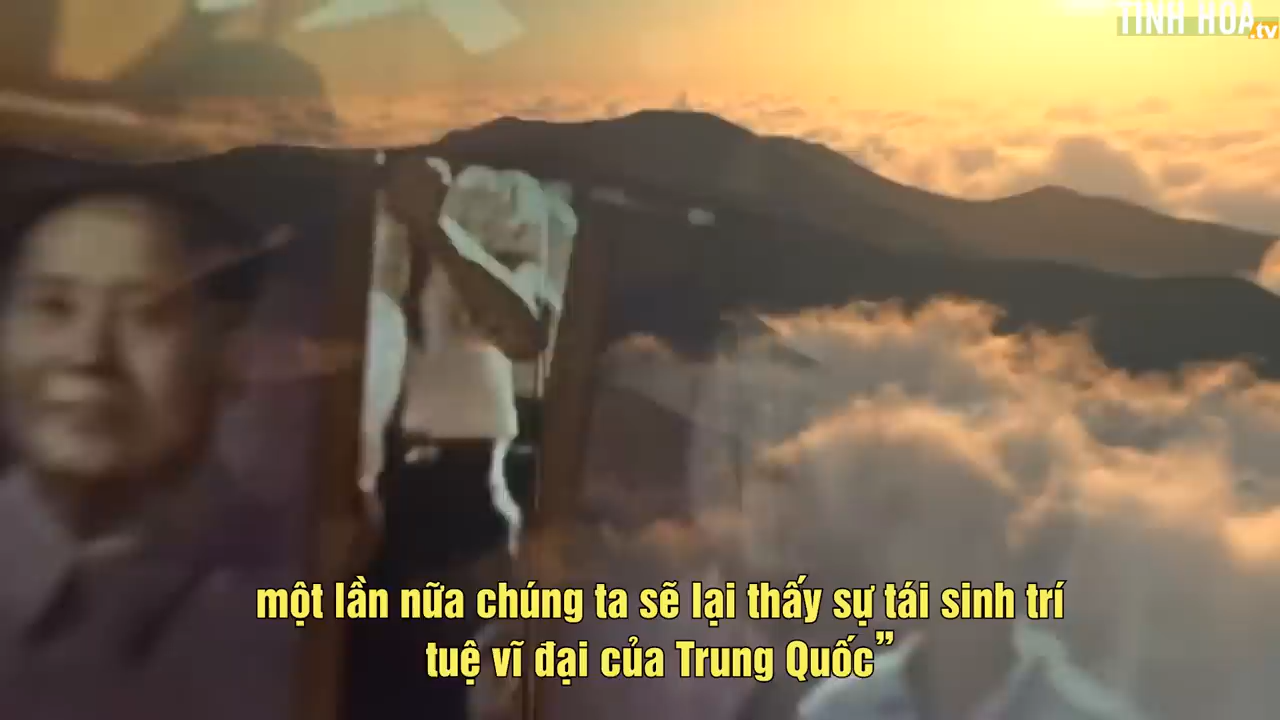 TINH HOA
.tv
một lần nữa chúng ta sẽ lại thấy sự tái sinh trí
tuệ vĩ đại của Trung Quốc”